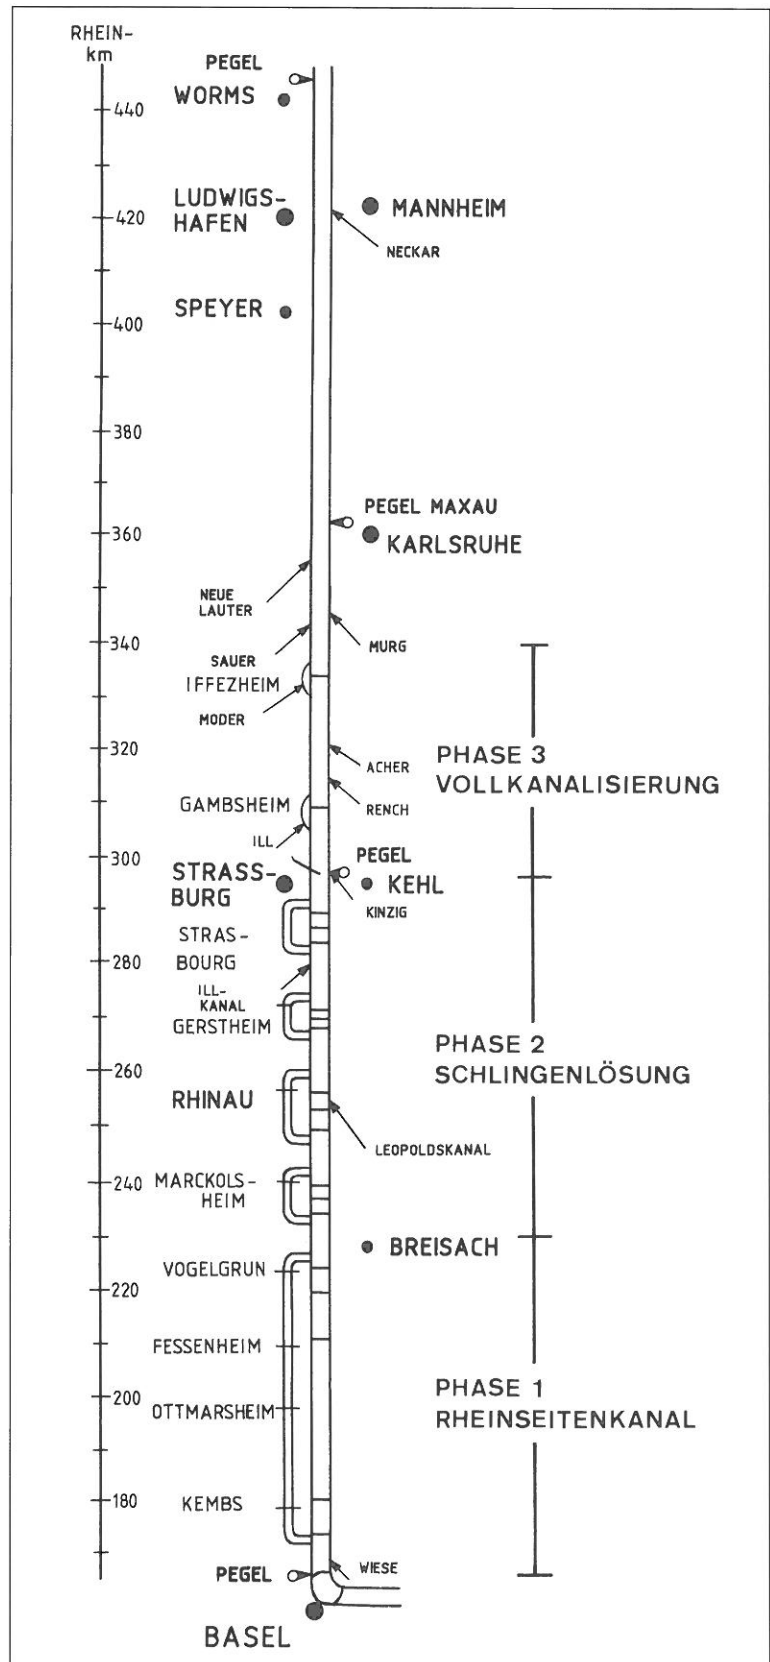 RHEIN-
km
PEGEL
WORMS
440
LUDWIGS-
HAFEN
MANNHEIM
420
NECKAR
SPEYER
400
380
PEGEL MAXAU
360
KARLSRUHE
NEUE
LAUTER
340
MURG
SAUER
IFFEZHEIM
MODER
320
ACHER
PHASE 3
VOLLKANALISIERUNG
GAMBSHEIM
RENCH
ILL
300
PEGEL
STRASS-
BURG
KEHL
KINZIG
STRAS-
BOURG
280
ILL-
KANAL
GERSTHEIM
PHASE 2
SCHLINGENLÖSUNG
260
RHINAU
LEOPOLDSKANAL
MARCKOLS-
HEIM
240
BREISACH
VOGELGRUN
220
FESSENHEIM
PHASE 1
RHEINSEITENKANAL
200
OTTMARSHEIM
180
KEMBS
WIESE
PEGEL
BASEL